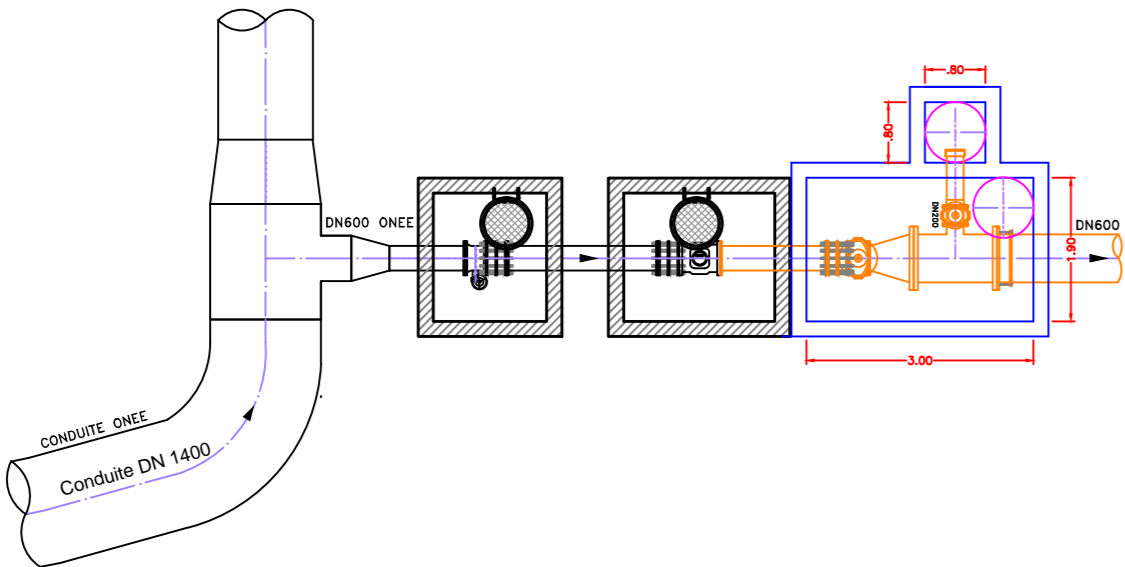 .80
.80
DN600 ONEE
DN200
DN600
1.90
3.00
CONDUITE ONEE
Conduite DN 1400